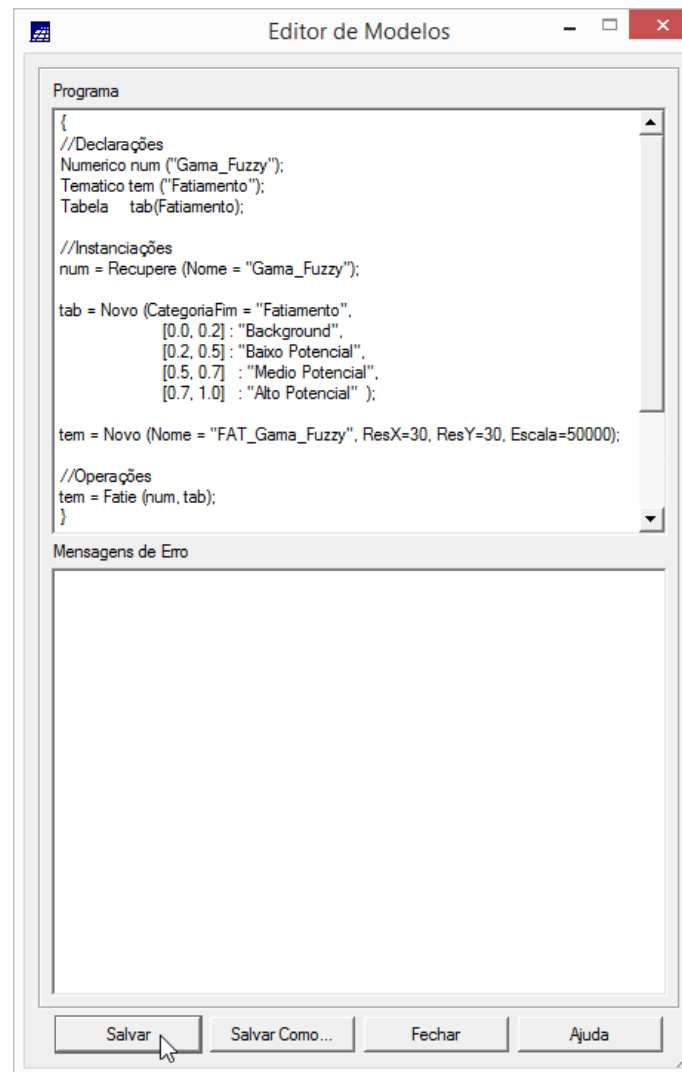 Editor de Modelos
Programa
{
//Declarações
Numerico num ("Gama_Fuzzy");
Tematico tem ("Fatiamento");
Tabela tab(Fatiamento);
//Instanciações
num = Recupere (Nome = "Gama_Fuzzy");
tab = Novo (CategoriaFim = "Fatiamento",
[0.0, 0.2] : "Background",
[0.2, 0.5] : "Baixo Potencial",
[0.5, 0.7] : "Medio Potencial",
[0.7, 1.0] : "Alto Potencial" );
tem = Novo (Nome = "FAT_Gama_Fuzzy", ResX=30, ResY=30, Escala=50000);
//Operações
tem = Fatie (num, tab);
}
Mensagens de Erro
Salvar Salvar Como... Fechar Ajuda